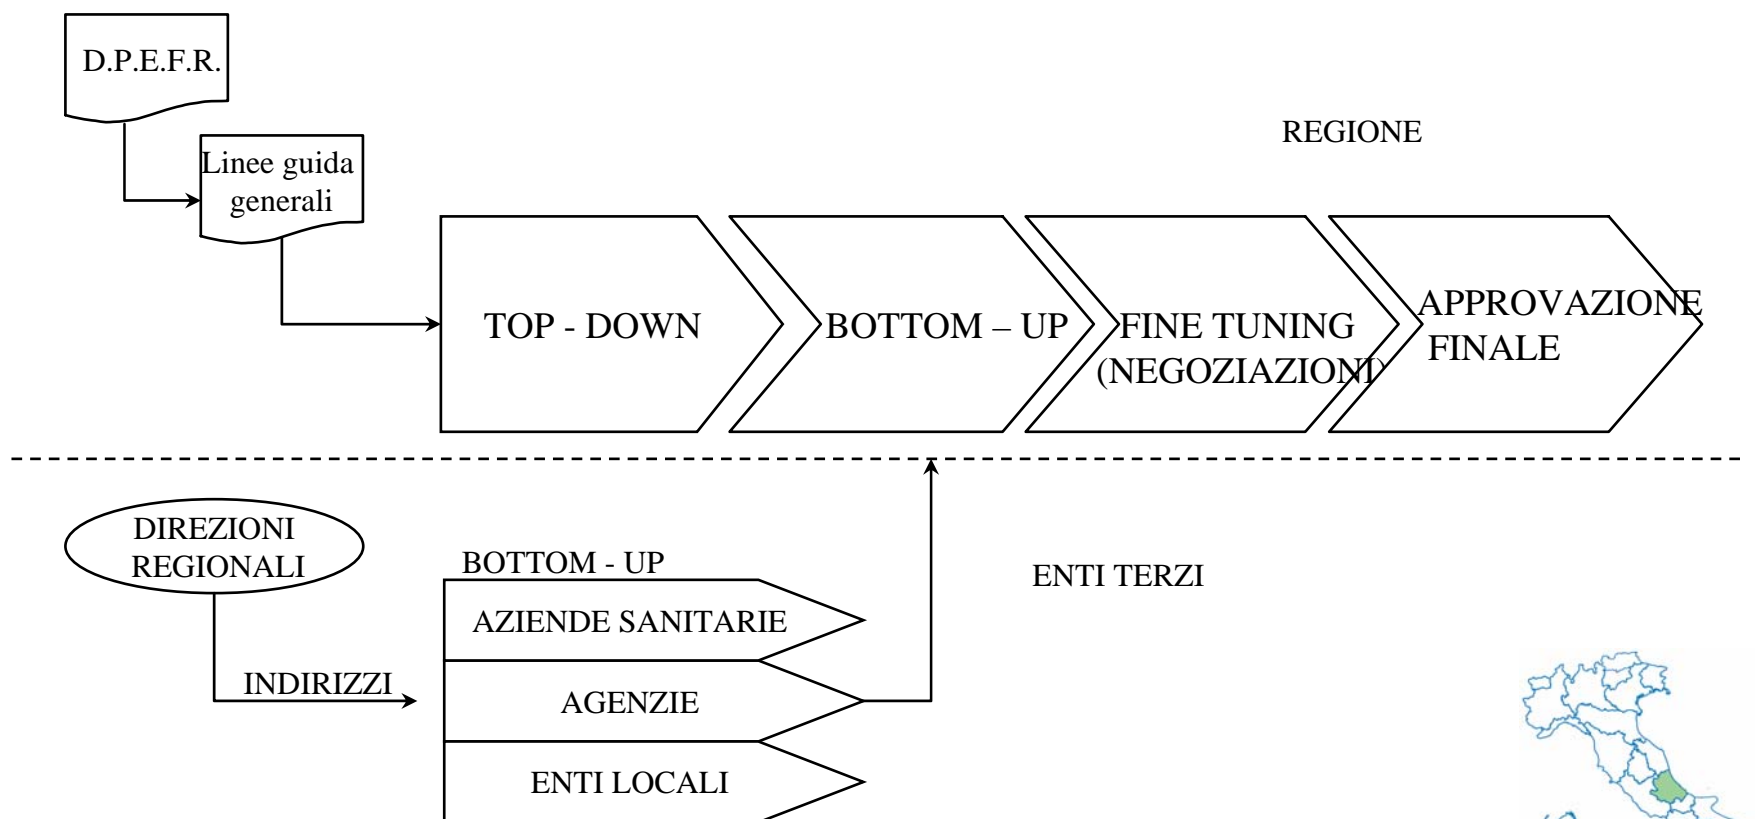 D.P.E.F.R.
REGIONE
Linee guida
generali
TOP - DOWN
BOTTOM – UP
FINE TUNING
(NEGOZIAZIONI)
APPROVAZIONE
FINALE
DIREZIONI
REGIONALI
BOTTOM - UP
ENTI TERZI
AZIENDE SANITARIE
INDIRIZZI
AGENZIE
ENTI LOCALI